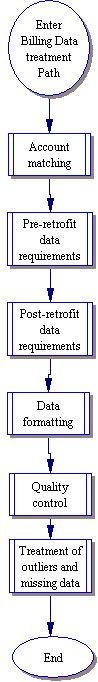 Enter
Billing Data
treatment
Path
Account
matching
Pre-retrofit
data
requirements
Post-retrofit
data
requirements
Data
formatting
Quality
control
Treatment of
outliers and
missing data
End